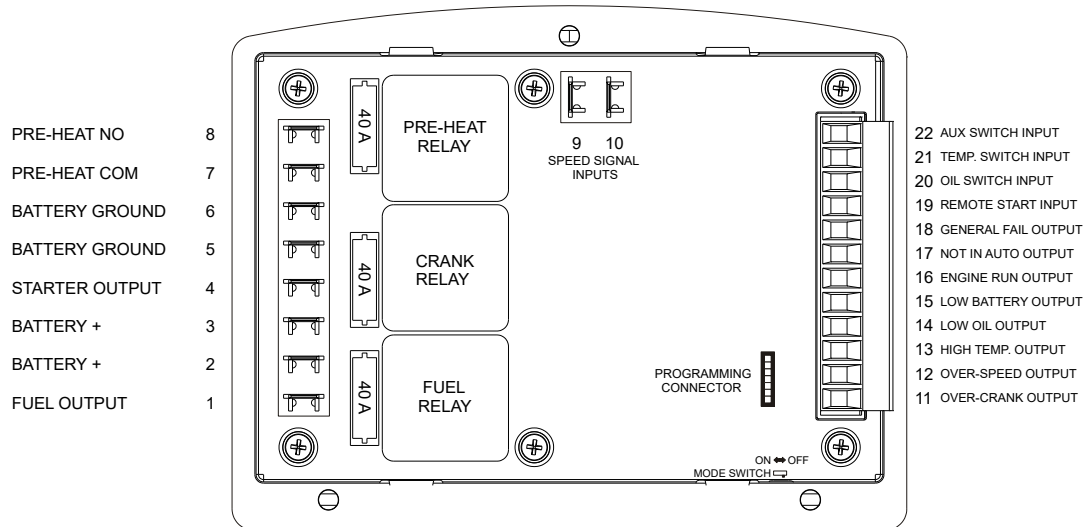 PRE-HEAT NO 8
PRE-HEAT COM 7
BATTERY GROUND 6
BATTERY GROUND 5
STARTER OUTPUT 4
BATTERY + 3
BATTERY + 2
FUEL OUTPUT 1
40 A
PRE-HEAT
RELAY
40 A
CRANK
RELAY
40 A
FUEL
RELAY
9 10
SPEED SIGNAL
INPUTS
PROGRAMMING
CONNECTOR
ON OFF
MODE SWITCH
22 AUX SWITCH INPUT
21 TEMP. SWITCH INPUT
20 OIL SWITCH INPUT
19 REMOTE START INPUT
18 GENERAL FAIL OUTPUT
17 NOT IN AUTO OUTPUT
16 ENGINE RUN OUTPUT
15 LOW BATTERY OUTPUT
14 LOW OIL OUTPUT
13 HIGH TEMP. OUTPUT
12 OVER-SPEED OUTPUT
11 OVER-CRANK OUTPUT